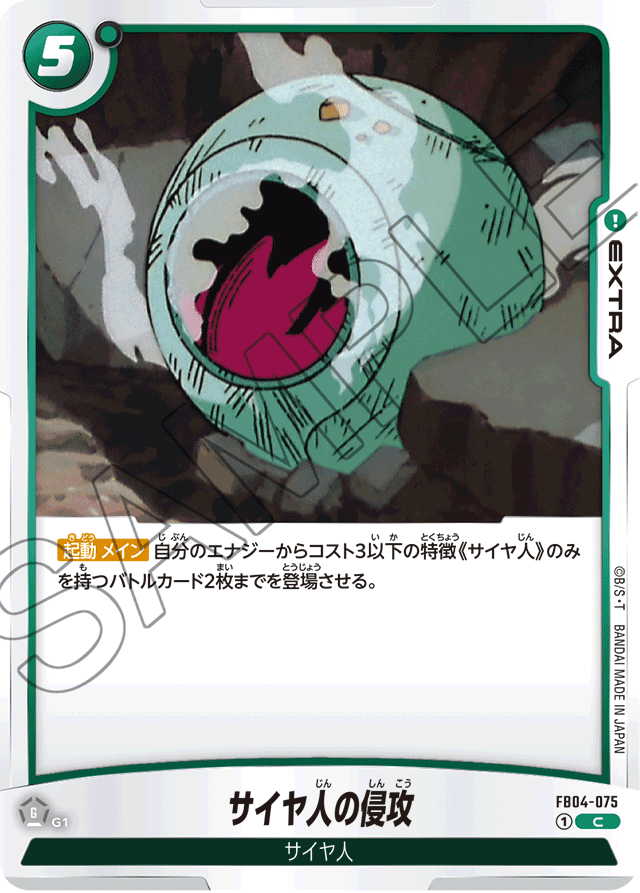 5
! EXTRA
起動 メイン 自分のエナジーからコスト3以下の特徴《サイヤ人》のみ
を持つバトルカード2枚までを登場させる。
©B/S・T BANDAI MADE IN JAPAN
SAMPLE
サイヤ人の侵攻
G
G1
FB04-075
1 C
サイヤ人